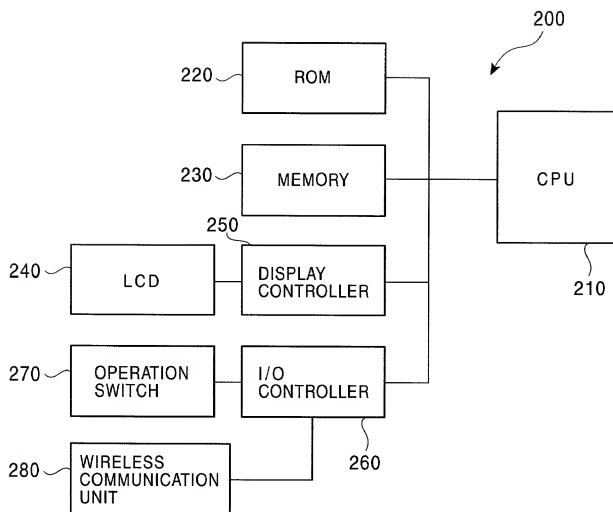 200
220
ROM
230
MEMORY
CPU
210
240
LCD
250
DISPLAY
CONTROLLER
270
OPERATION
SWITCH
I/O
CONTROLLER
260
280
WIRELESS
COMMUNICATION
UNIT